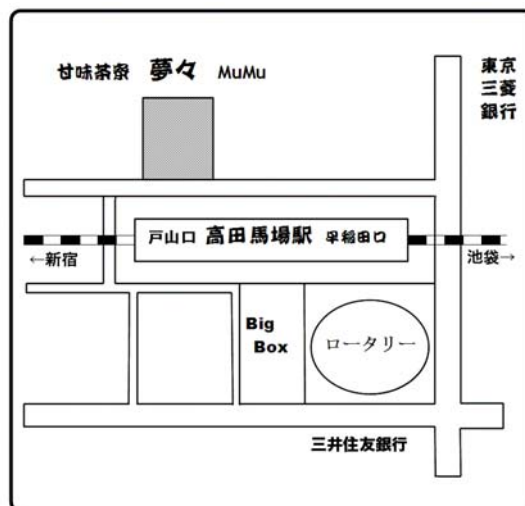 甘味茶寮 夢々 MuMu
東京
三菱
銀行
戸山口 高田馬場駅 早稲田口
←新宿
池袋→
Big
Box
ロータリー
三井住友銀行